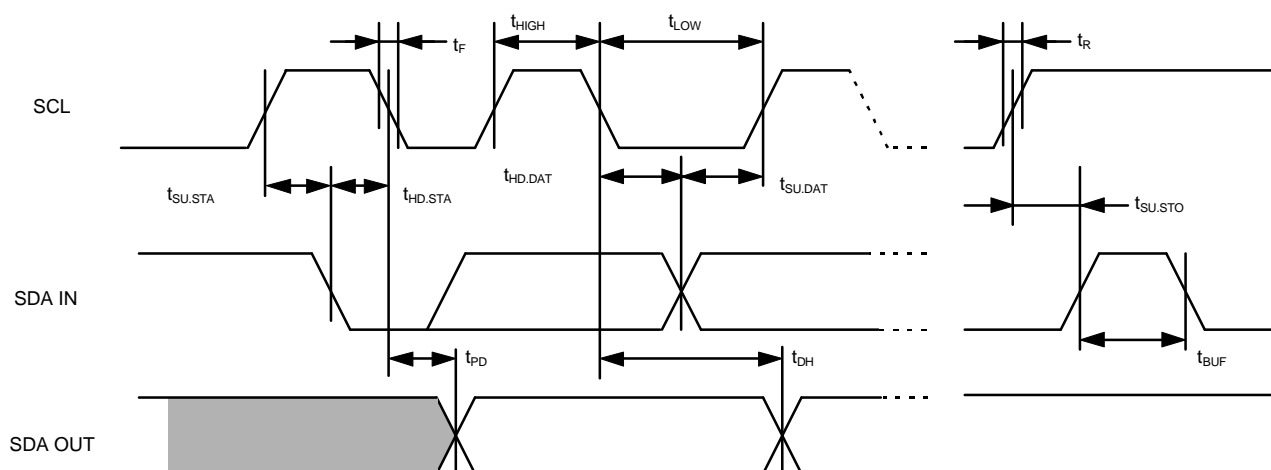 tHIGH
tLOW
tF
tR
SCL
tSU.STA
tHD.STA
tHD.DAT
tSU.DAT
tSU.STO
SDA IN
tPD
tDH
tBUF
SDA OUT